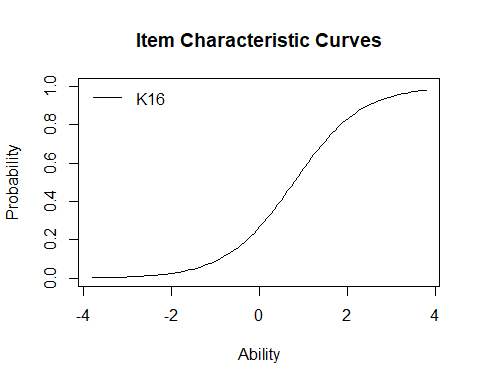 Item Characteristic Curves
K16
Probability
0.0 0.2 0.4 0.6 0.8 1.0
-4 -2 0 2 4
Ability